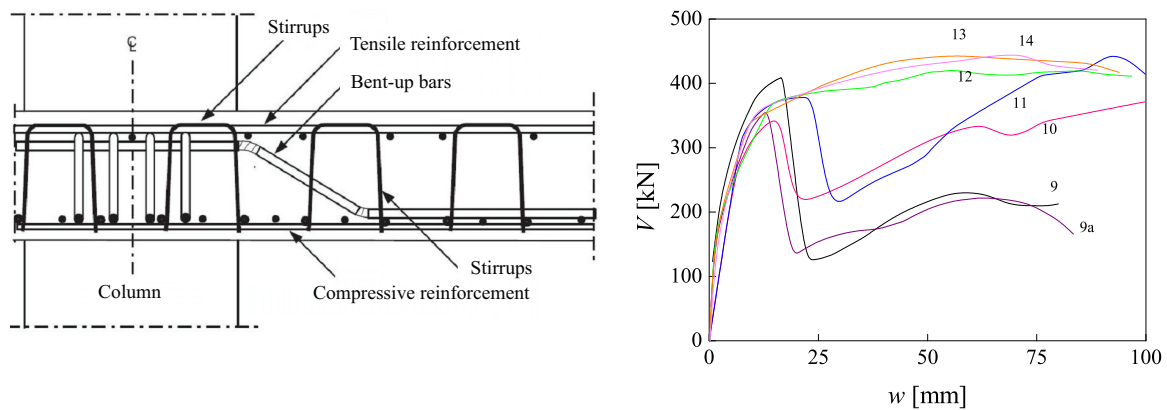 ℄
Stirrups
Tensile reinforcement
Bent-up bars
Stirrups
Column
Compressive reinforcement
500
400
300
200
100
0
V [kN]
0
25
50
75
100
w [mm]
13
14
12
11
10
9
9a